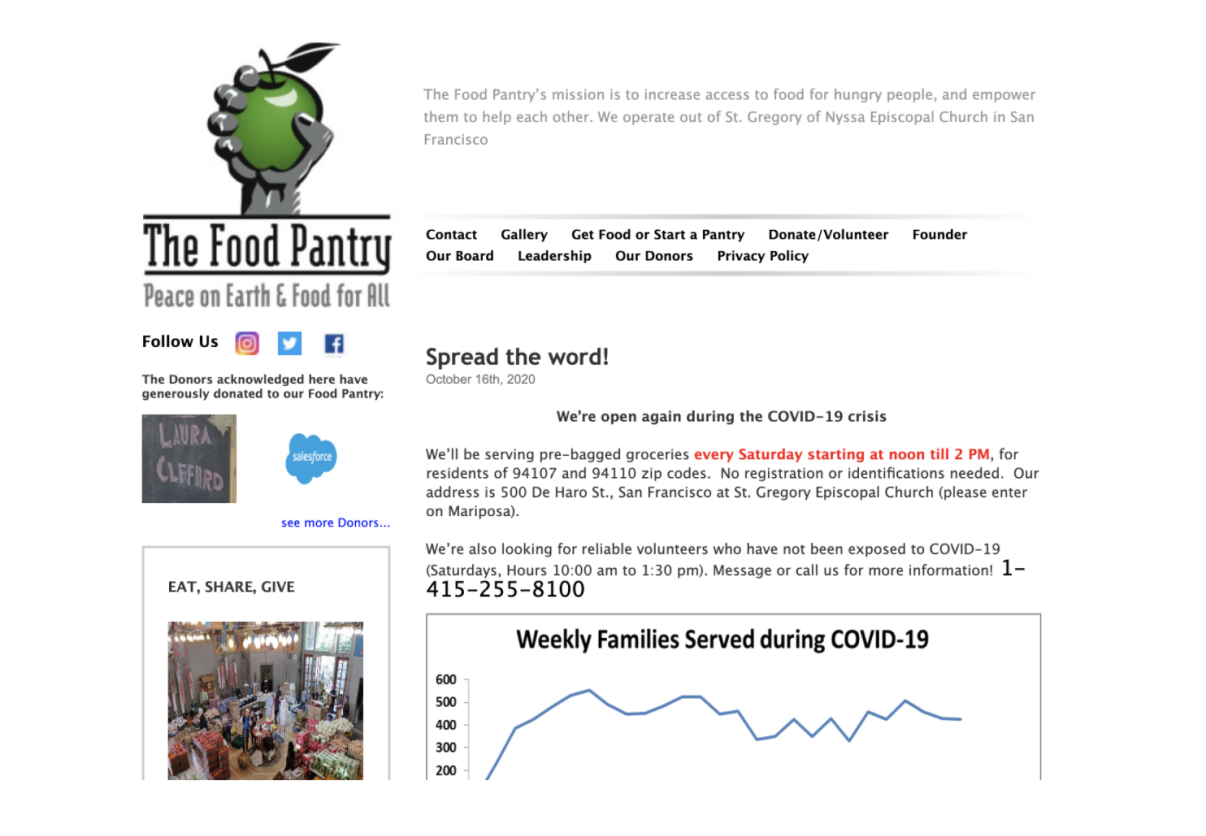 The Food Pantry's mission is to increase access to food for hungry people, and empower
them to help each other. We operate out of St. Gregory of Nyssa Episcopal Church in San
Francisco
The Food Pantry
Peace on Earth & Food for All
Contact Gallery Get Food or Start a Pantry Donate/Volunteer Founder
Our Board Leadership Our Donors Privacy Policy
Follow Us
The Donors acknowledged here have
generously donated to our Food Pantry:
LAURA
CLEFFORD
salesforce
see more Donors...
EAT, SHARE, GIVE
Spread the word!
October 16th, 2020
We're open again during the COVID-19 crisis
We'll be serving pre-bagged groceries every Saturday starting at noon till 2 PM, for
residents of 94107 and 94110 zip codes. No registration or identifications needed. Our
address is 500 De Haro St., San Francisco at St. Gregory Episcopal Church (please enter
on Mariposa).
We're also looking for reliable volunteers who have not been exposed to COVID-19
(Saturdays, Hours 10:00 am to 1:30 pm). Message or call us for more information! 1-
415-255-8100
Weekly Families Served during COVID-19
600
500
400
300
200